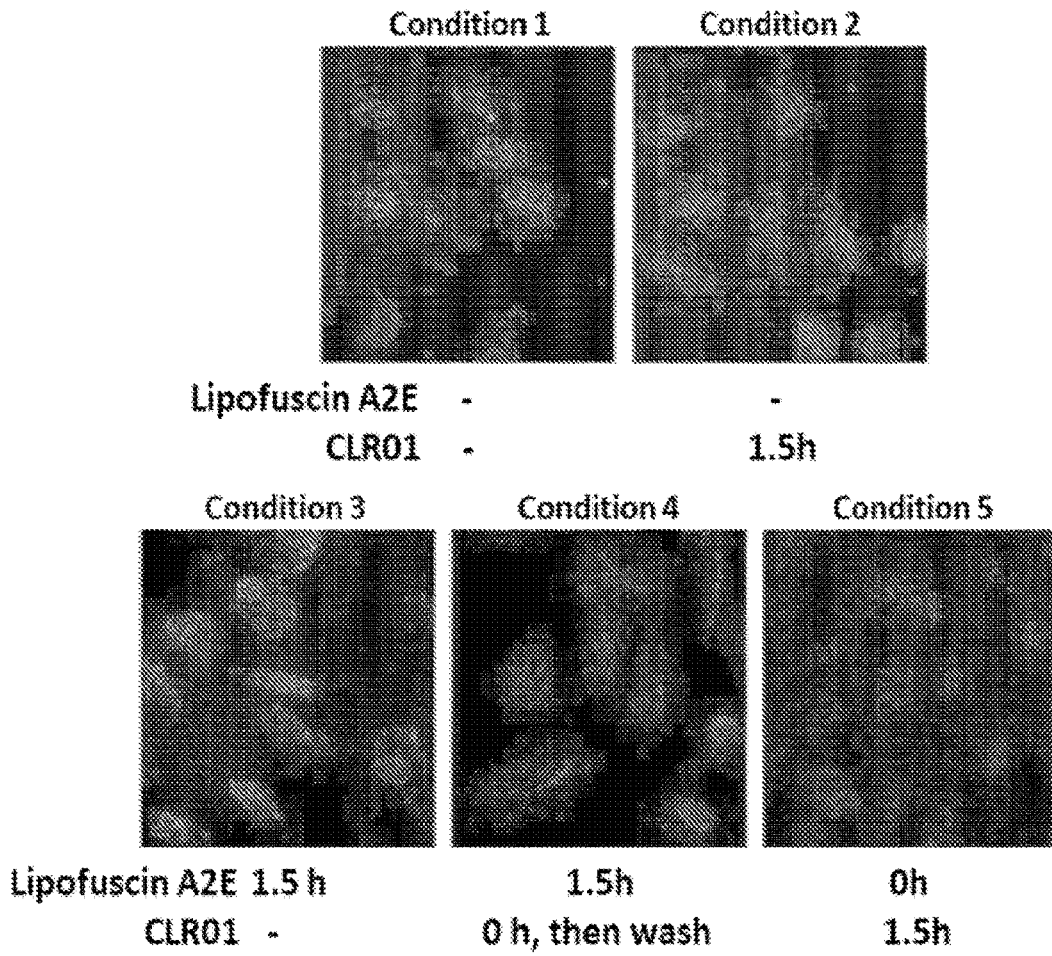 Condition 1 Condition 2
Lipofuscin A2E - -
CLR01 - 1.5h
Condition 3 Condition 4 Condition 5
Lipofuscin A2E 1.5 h 1.5h 0h
CLR01 - 0 h, then wash 1.5h